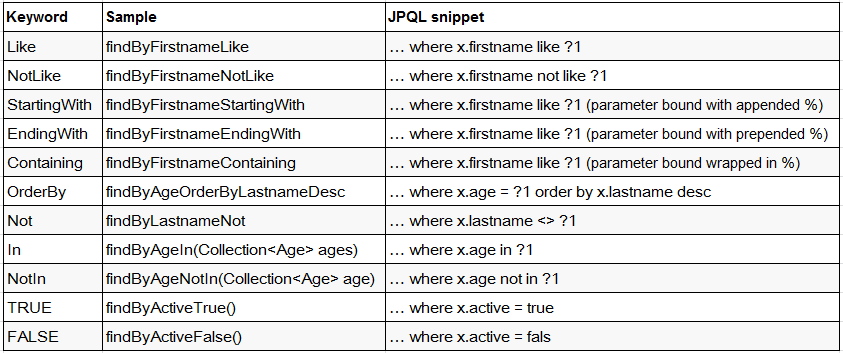 Keyword Sample JPQL snippet
Like findByFirstnameLike … where x.firstname like ?1
NotLike findByFirstnameNotLike … where x.firstname not like ?1
StartingWith findByFirstnameStartingWith … where x.firstname like ?1 (parameter bound with appended %)
EndingWith findByFirstnameEndingWith … where x.firstname like ?1 (parameter bound with prepended %)
Containing findByFirstnameContaining … where x.firstname like ?1 (parameter bound wrapped in %)
OrderBy findByAgeOrderByLastnameDesc … where x.age = ?1 order by x.lastname desc
Not findByLastnameNot … where x.lastname <> ?1
In findByAgeIn(Collection<Age> ages) … where x.age in ?1
NotIn findByAgeNotIn(Collection<Age> age) … where x.age not in ?1
TRUE findByActiveTrue() … where x.active = true
FALSE findByActiveFalse() … where x.active = fals